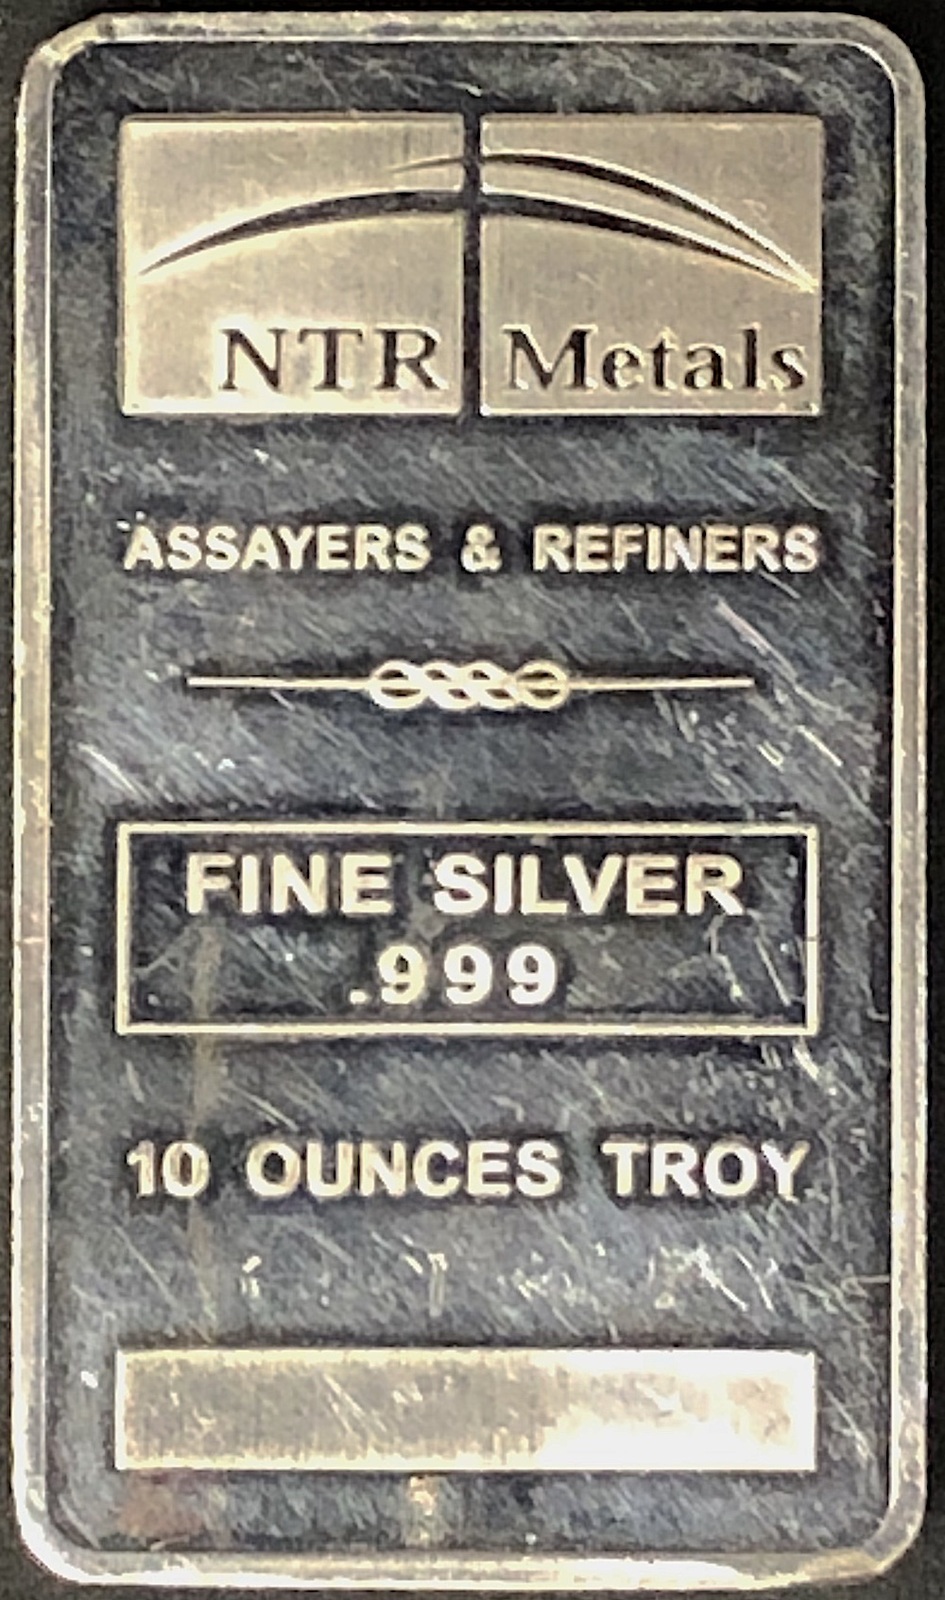 NTR Metals
ASSAYERS & REFINERS
FINE SILVER
.999
10 OUNCES TROY